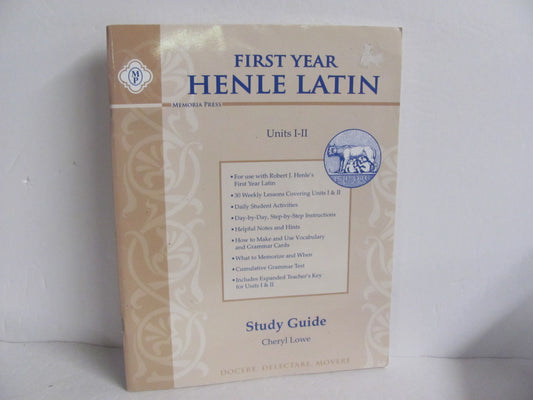 M
P
FIRST YEAR
HENLE LATIN
MEMORIA PRESS
Units I-II
• For use with Robert J. Henle's
First Year Latin
• 30 Weekly Lessons Covering Units I & II
• Daily Student Activities
• Day-by-Day, Step-by-Step Instructions
• Helpful Notes and Hints
• How to Make and Use Vocabulary
and Grammar Cards
• What to Memorize and When
• Cumulative Grammar Test
• Includes Expanded Teacher's Key
for Units I & II
Study Guide
Cheryl Lowe
DOCERE, DELECTARE, MOVERE